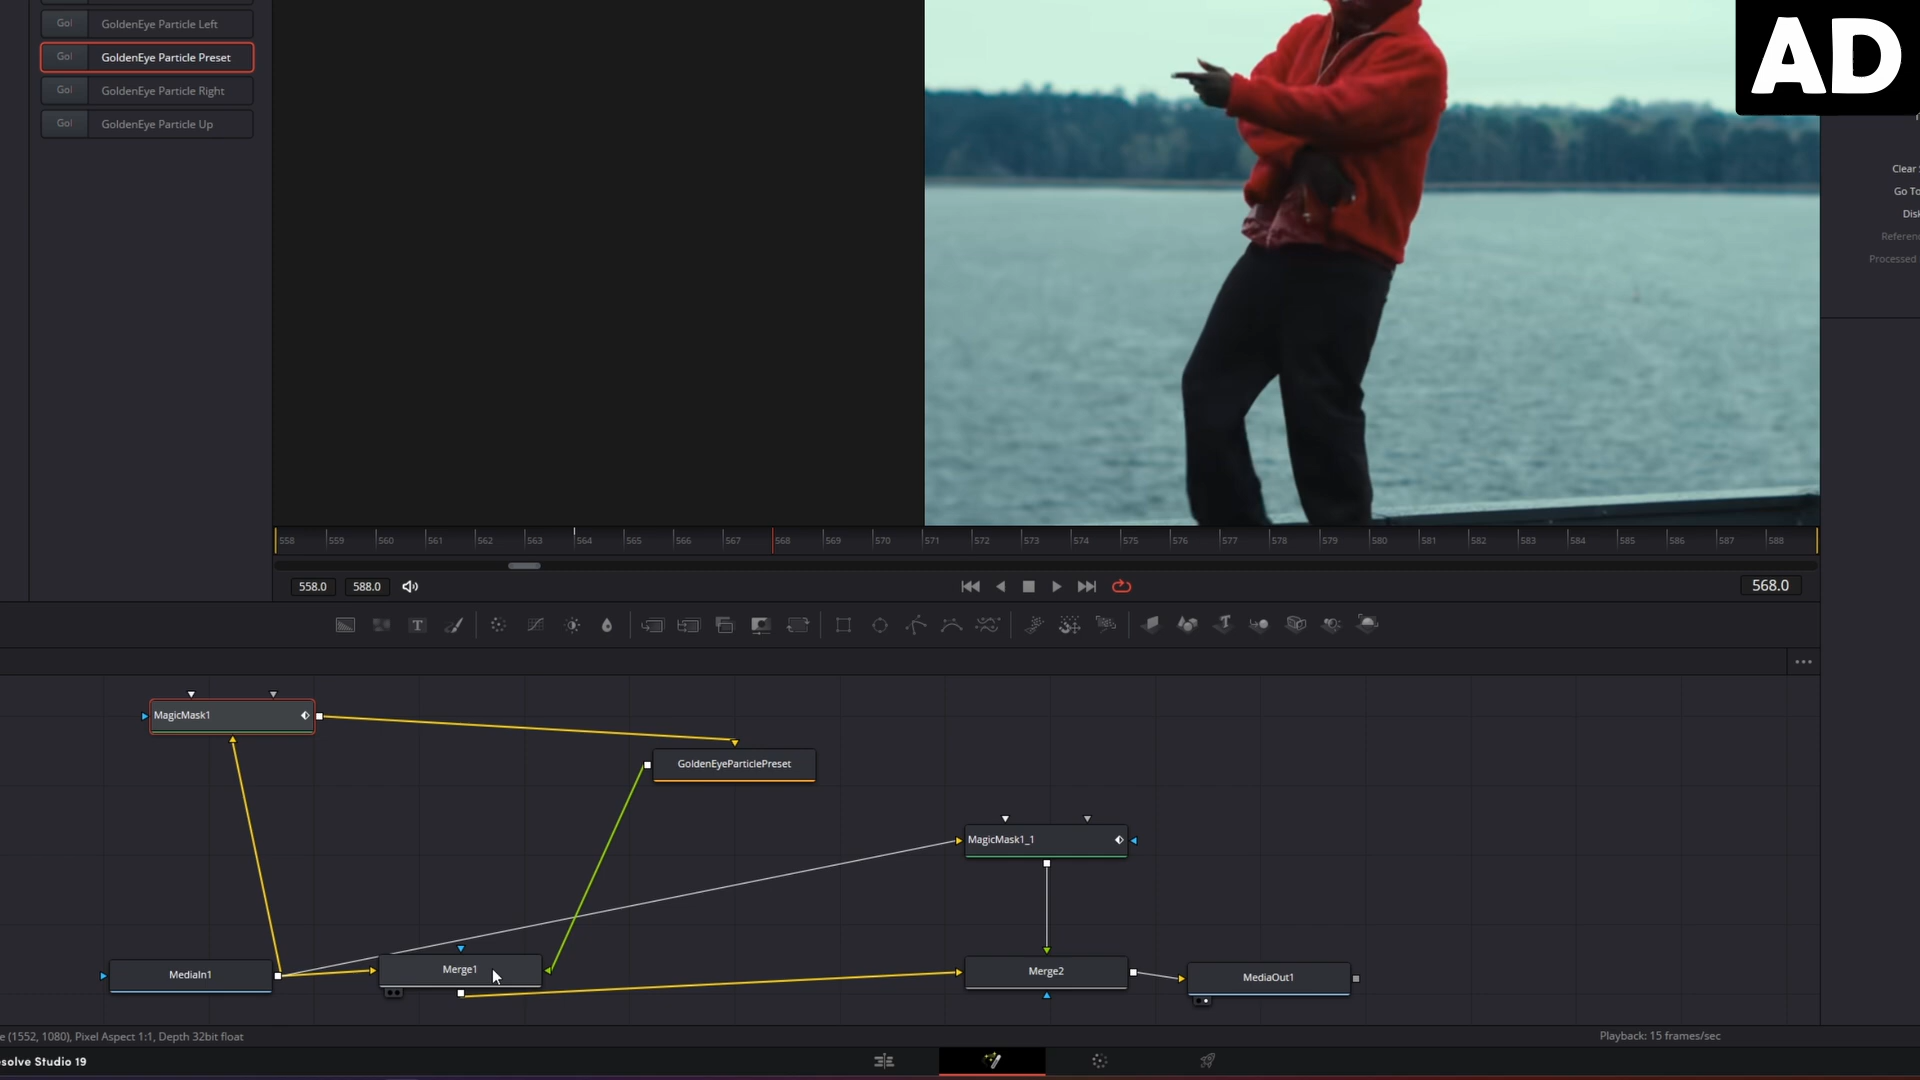 Go! GoldenEye Particle Left
Go! GoldenEye Particle Preset
Go! GoldenEye Particle Right
Go! GoldenEye Particle Up
AD
Clear
Go To
Disk
Processed
558 559 560 561 562 563 564 565 566 567 568 569 570 571 572 573 574 575 576 577 578 579 580 581 582 583 584 585 586 587 588
558.0 588.0 568.0
T
MagicMask1
GoldenEyeParticlePreset
MagicMask1_1
MediaIn1 Merge1 Merge2 MediaOut1
e (1552, 1080), Pixel Aspect 1:1, Depth 32bit float
Playback: 15 frames/sec
solve Studio 19